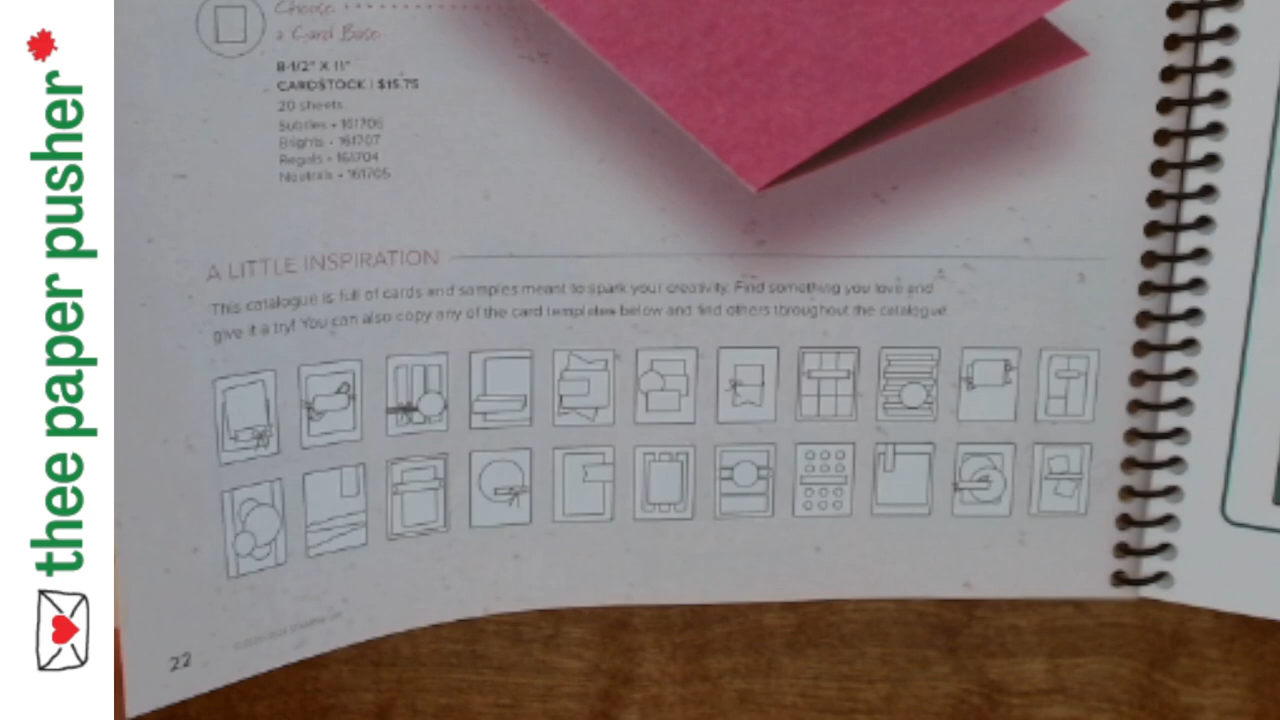 thee paper pusher
Choose
a Card Base
8-1/2" X 11"
CARDSTOCK | $15.75
20 sheets
Subtles • 161706
Brights • 161707
Regals • 161704
Neutrals • 161705
A LITTLE INSPIRATION
This catalogue is full of cards and samples meant to spark your creativity. Find something you love and
give it a try! You can also copy any of the card templates below and find others throughout the catalogue.
22